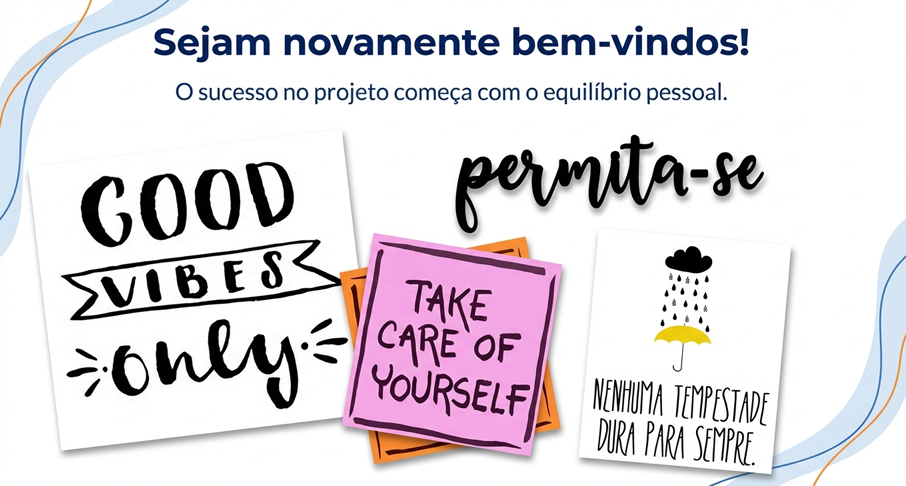 Sejam novamente bem-vindos!
O sucesso no projeto começa com o equilíbrio pessoal.
GOOD
VIBES
only
permita-se
TAKE
CARE OF
YOURSELF
NENHUMA TEMPESTADE
DURA PARA SEMPRE.